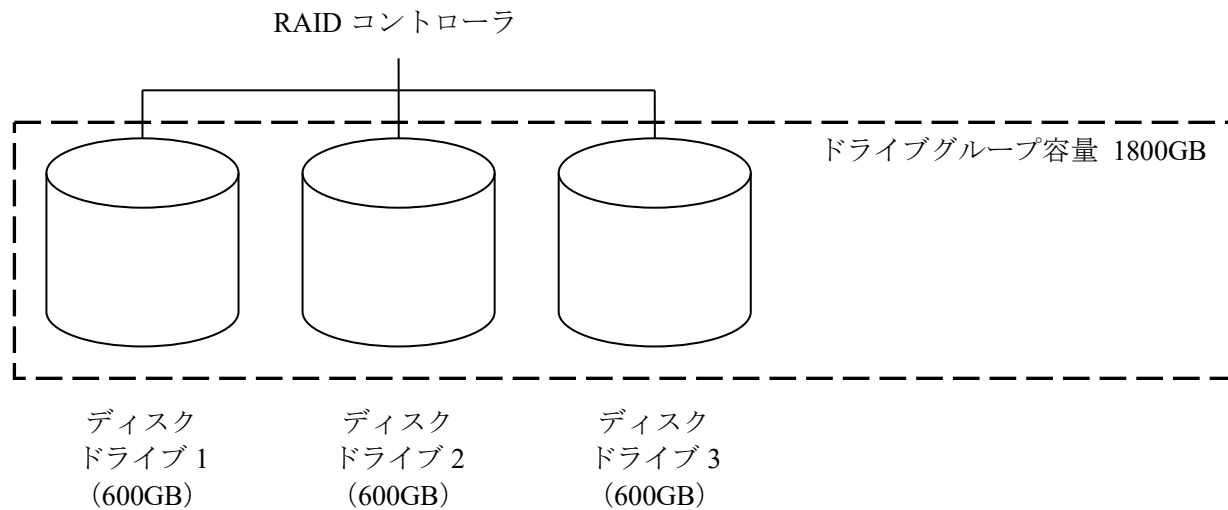 RAID コントローラ
ドライブグループ容量 1800GB
ディスク
ドライブ 1
（600GB）
ディスク
ドライブ 2
（600GB）
ディスク
ドライブ 3
（600GB）